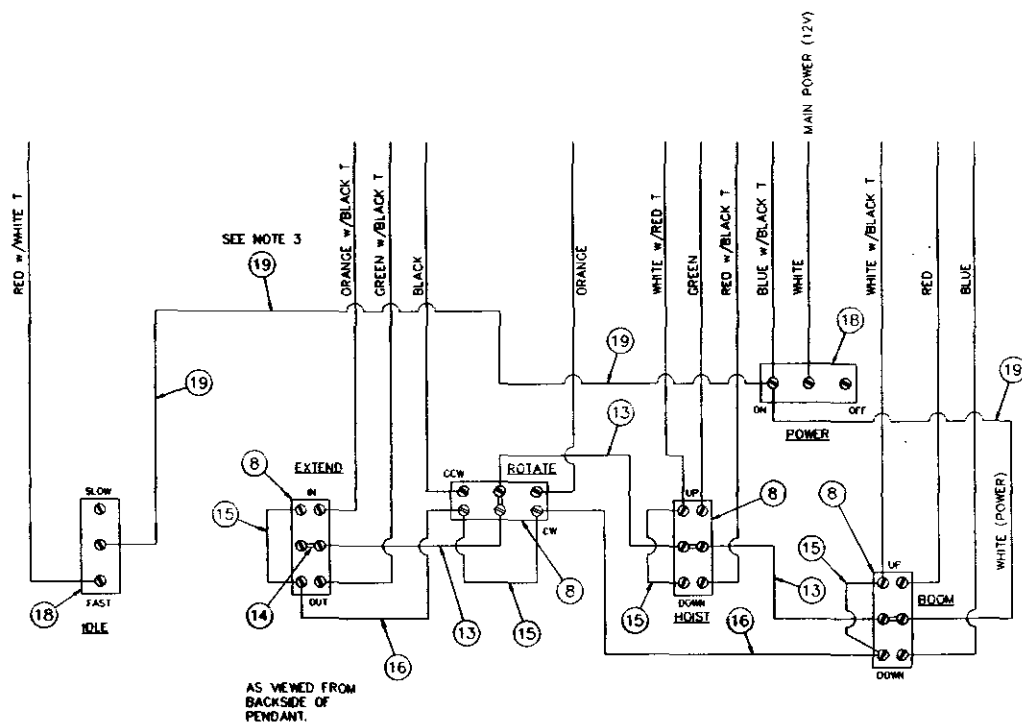 MAIN POWER (12V)
RED w/WHITE T
ORANGE w/BLACK T
GREEN w/BLACK T
BLACK
ORANGE
WHITE w/RED T
GREEN
RED w/BLACK T
BLUE w/BLACK T
WHITE
WHITE w/BLACK T
RED
BLUE
SEE NOTE 3
19
18
19
19
19
ON
OFF
POWER
13
8
EXTEND
CCW
ROTATE
IN
UP
8
8
SLOW
15
CW
WHITE (POWER)
15
UP
BOOM
14
OUT
13
15
8
15
DOWN
HOIST
13
18
FAST
IDLE
16
16
DOWN
AS VIEWED FROM
BACKSIDE OF
PENDANT.